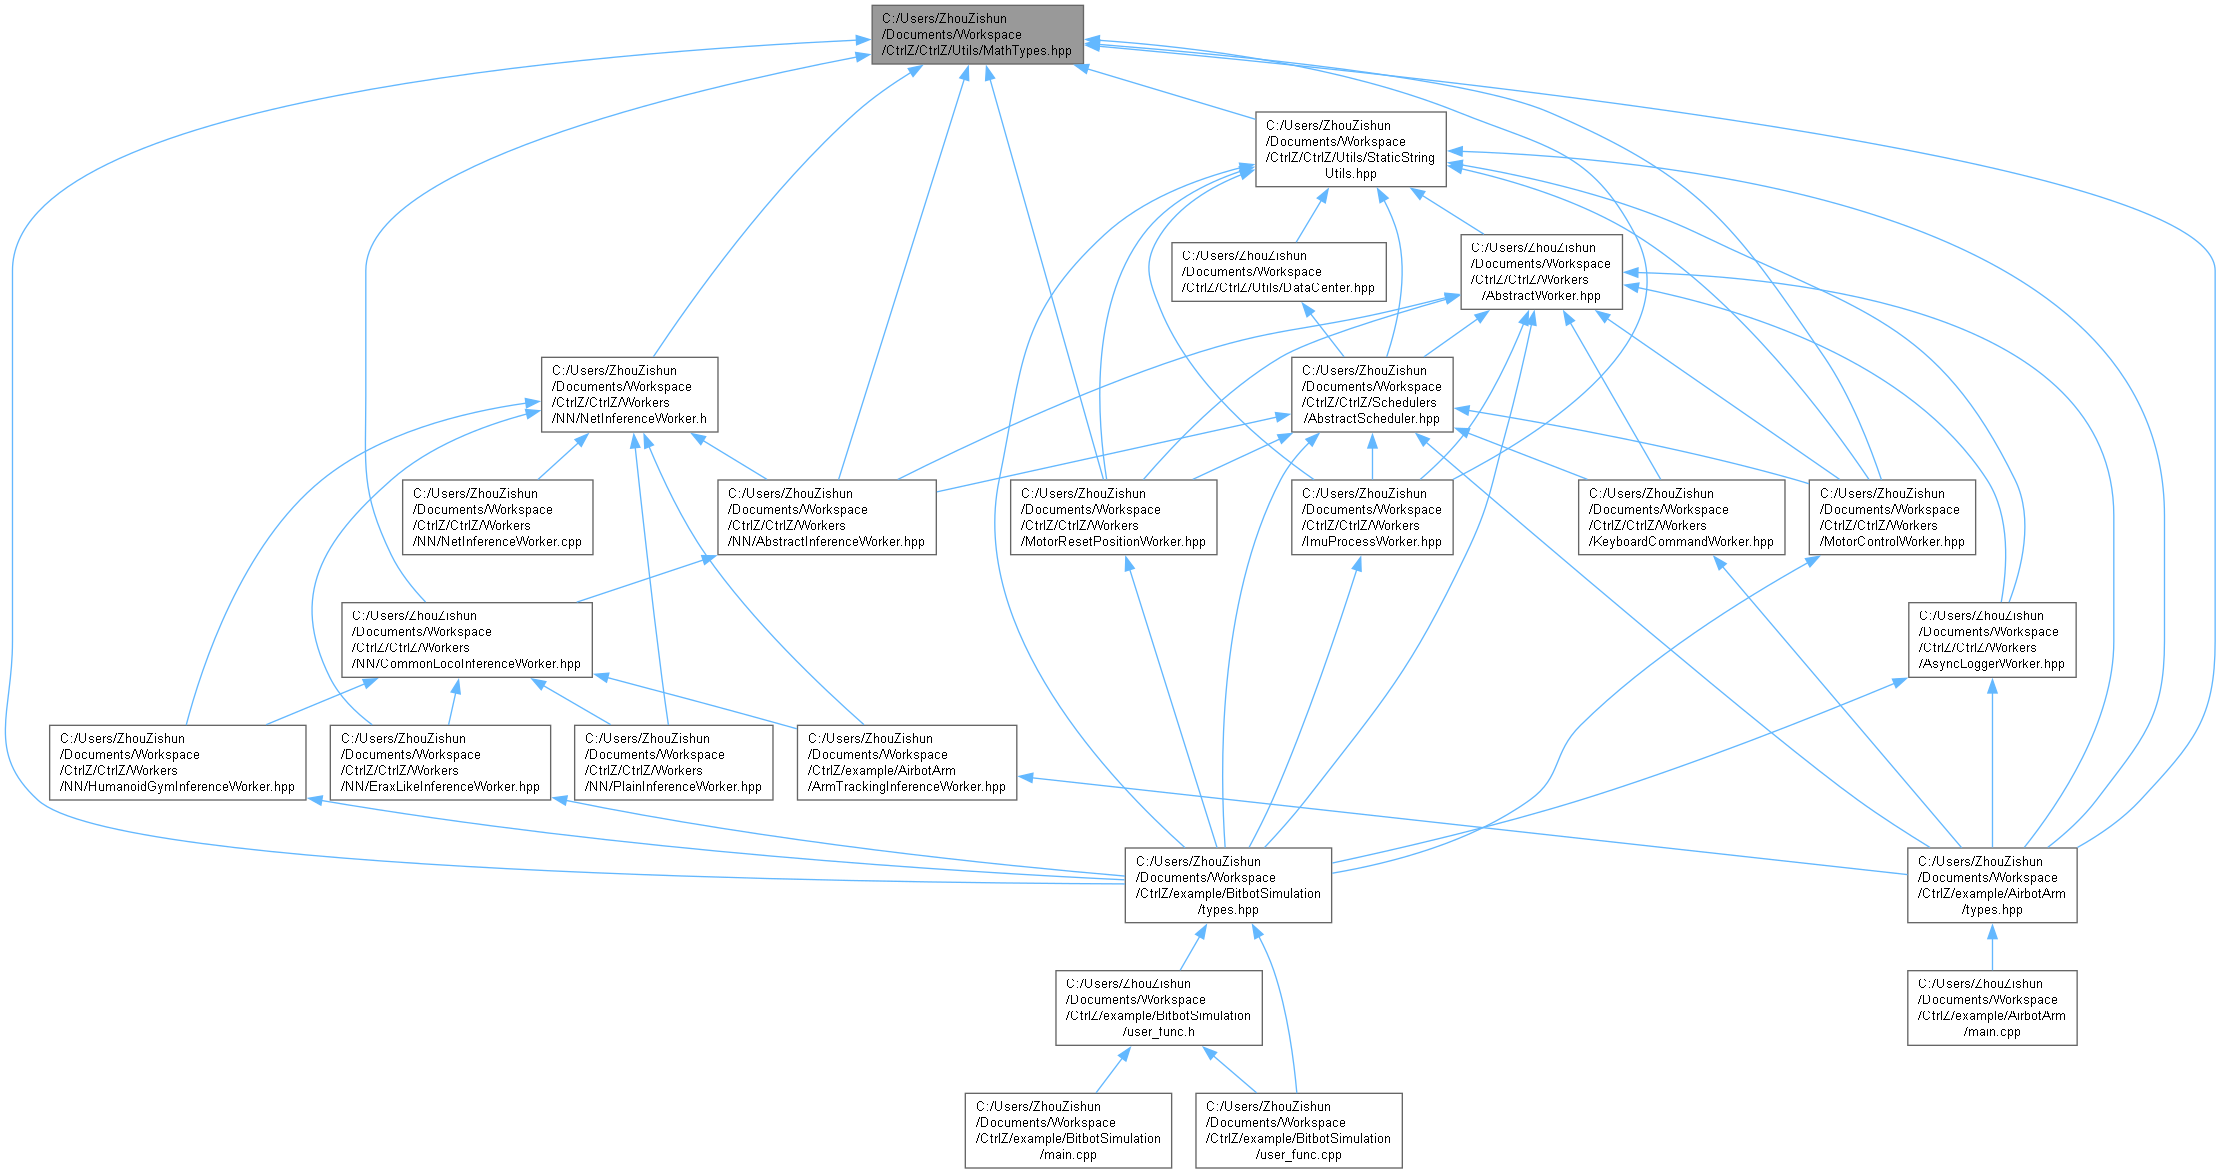 C:/Users/ZhouZishun
/Documents/Workspace
/CtrlZ/CtrlZ/Utils/MathTypes.hpp
C:/Users/ZhouZishun
/Documents/Workspace
/CtrlZ/CtrlZ/Utils/StaticString
Utils.hpp
C:/Users/ZhouZishun
/Documents/Workspace
/CtrlZ/CtrlZ/Utils/DataCenter.hpp
C:/Users/ZhouZishun
/Documents/Workspace
/CtrlZ/CtrlZ/Workers
/AbstractWorker.hpp
C:/Users/ZhouZishun
/Documents/Workspace
/CtrlZ/CtrlZ/Workers
/NN/NetInferenceWorker.h
C:/Users/ZhouZishun
/Documents/Workspace
/CtrlZ/CtrlZ/Schedulers
/AbstractScheduler.hpp
C:/Users/ZhouZishun
/Documents/Workspace
/CtrlZ/CtrlZ/Workers
/NN/NetInferenceWorker.cpp
C:/Users/ZhouZishun
/Documents/Workspace
/CtrlZ/CtrlZ/Workers
/NN/AbstractInferenceWorker.hpp
C:/Users/ZhouZishun
/Documents/Workspace
/CtrlZ/CtrlZ/Workers
/MotorResetPositionWorker.hpp
C:/Users/ZhouZishun
/Documents/Workspace
/CtrlZ/CtrlZ/Workers
/ImuProcessWorker.hpp
C:/Users/ZhouZishun
/Documents/Workspace
/CtrlZ/CtrlZ/Workers
/KeyboardCommandWorker.hpp
C:/Users/ZhouZishun
/Documents/Workspace
/CtrlZ/CtrlZ/Workers
/MotorControlWorker.hpp
C:/Users/ZhouZishun
/Documents/Workspace
/CtrlZ/CtrlZ/Workers
/NN/CommonLocoInferenceWorker.hpp
C:/Users/ZhouZishun
/Documents/Workspace
/CtrlZ/CtrlZ/Workers
/AsyncLoggerWorker.hpp
C:/Users/ZhouZishun
/Documents/Workspace
/CtrlZ/CtrlZ/Workers
/NN/HumanoidGymInferenceWorker.hpp
C:/Users/ZhouZishun
/Documents/Workspace
/CtrlZ/CtrlZ/Workers
/NN/EraxLikeInferenceWorker.hpp
C:/Users/ZhouZishun
/Documents/Workspace
/CtrlZ/CtrlZ/Workers
/NN/PlainInferenceWorker.hpp
C:/Users/ZhouZishun
/Documents/Workspace
/CtrlZ/example/AirbotArm
/ArmTrackingInferenceWorker.hpp
C:/Users/ZhouZishun
/Documents/Workspace
/CtrlZ/example/BitbotSimulation
/types.hpp
C:/Users/ZhouZishun
/Documents/Workspace
/CtrlZ/example/AirbotArm
/types.hpp
C:/Users/ZhouZishun
/Documents/Workspace
/CtrlZ/example/BitbotSimulation
/user_func.h
C:/Users/ZhouZishun
/Documents/Workspace
/CtrlZ/example/AirbotArm
/main.cpp
C:/Users/ZhouZishun
/Documents/Workspace
/CtrlZ/example/BitbotSimulation
/main.cpp
C:/Users/ZhouZishun
/Documents/Workspace
/CtrlZ/example/BitbotSimulation
/user_func.cpp